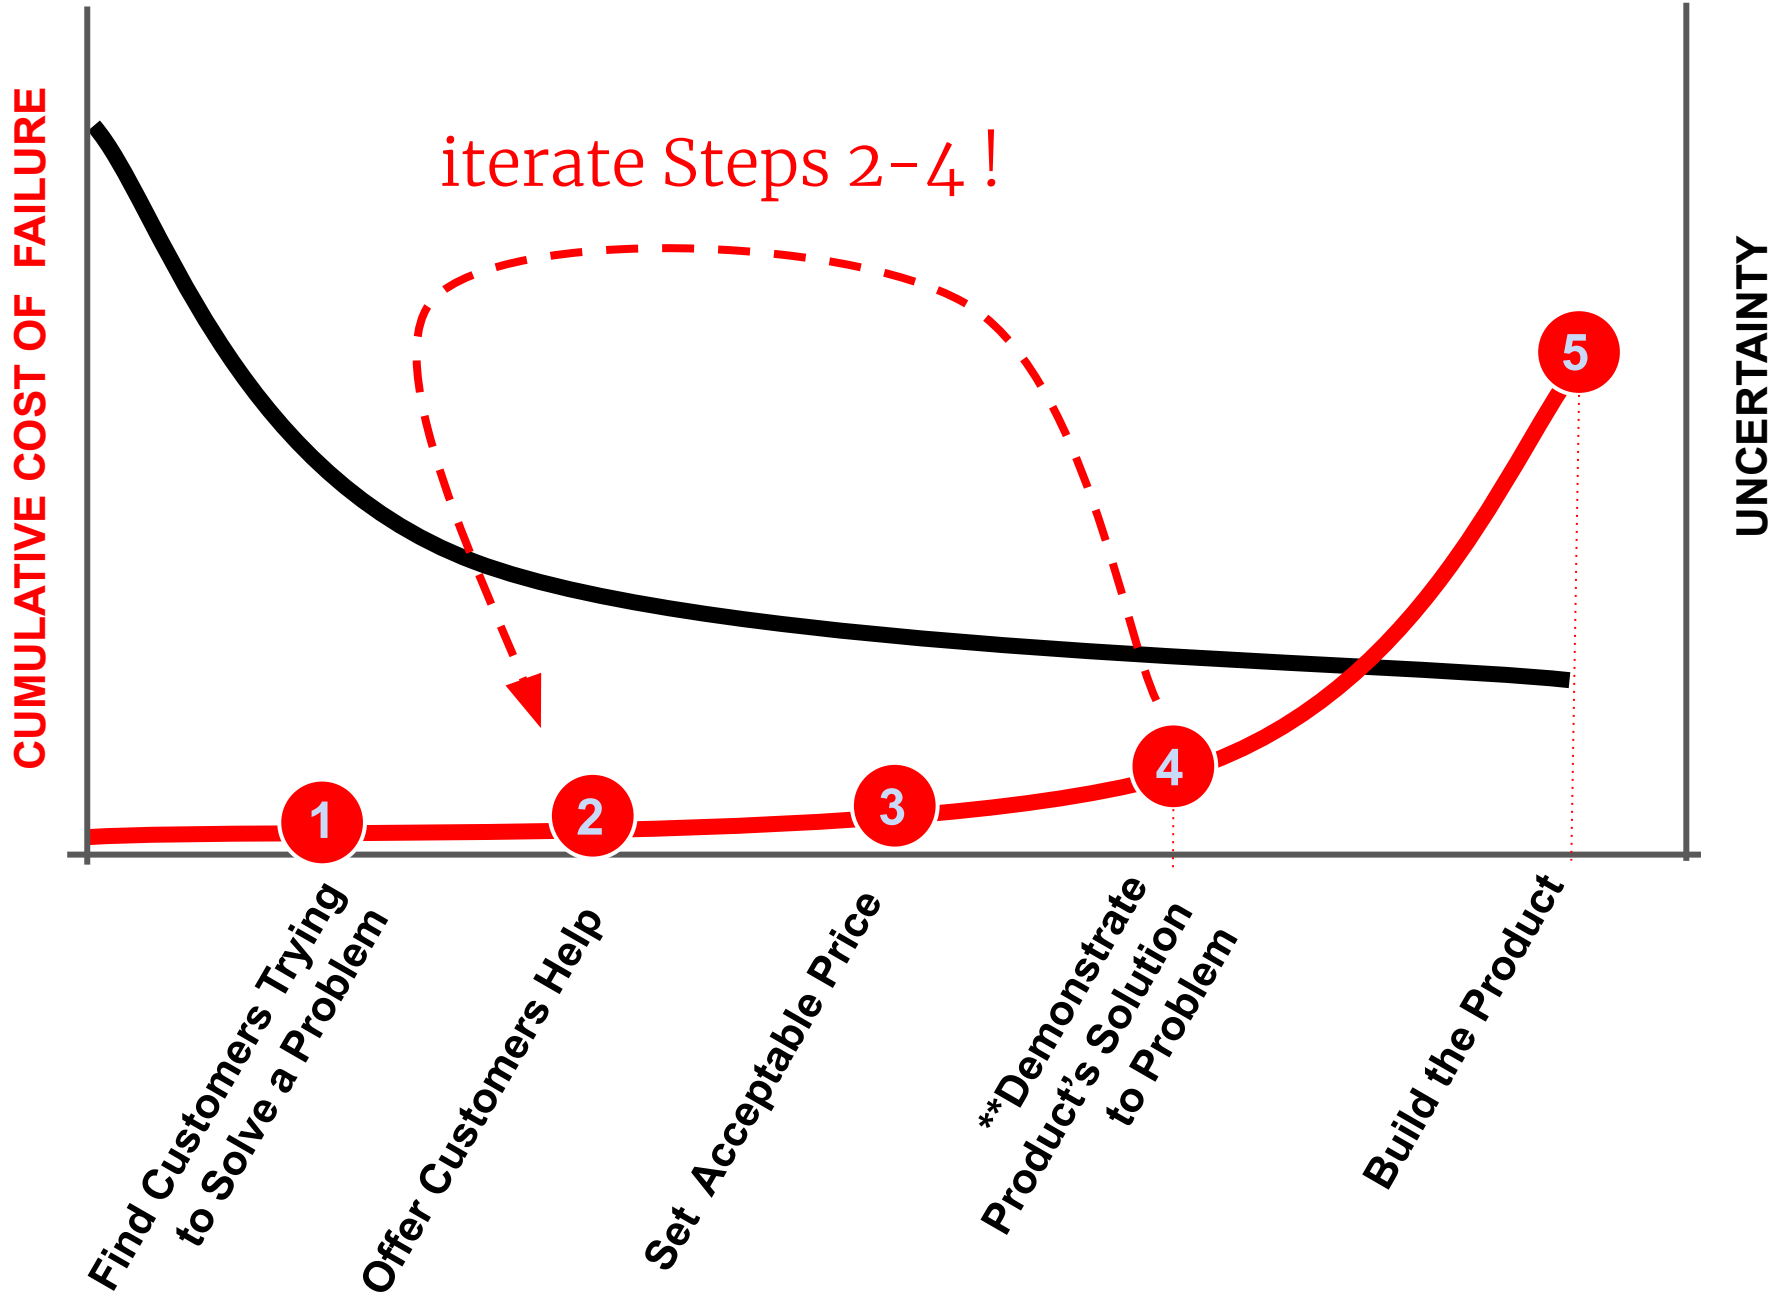 iterate Steps 2-4 !
CUMULATIVE COST OF FAILURE
UNCERTAINTY
1
2
3
4
5
Find Customers Trying
to Solve a Problem
Offer Customers Help
Set Acceptable Price
**Demonstrate
Product’s Solution
to Problem
Build the Product